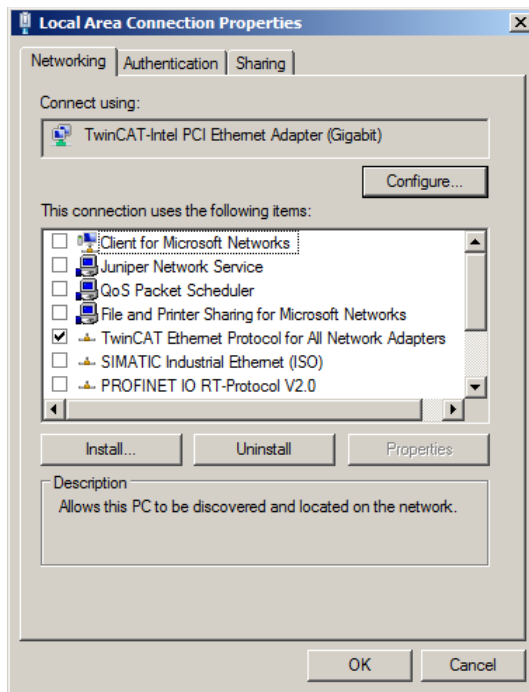 Local Area Connection Properties
Networking Authentication Sharing
Connect using:
TwinCAT-Intel PCI Ethernet Adapter (Gigabit)
Configure...
This connection uses the following items:
Client for Microsoft Networks
Juniper Network Service
QoS Packet Scheduler
File and Printer Sharing for Microsoft Networks
TwinCAT Ethernet Protocol for All Network Adapters
SIMATIC Industrial Ethernet (ISO)
PROFINET IO RT-Protocol V2.0
Install... Uninstall Properties
Description
Allows this PC to be discovered and located on the network.
OK Cancel